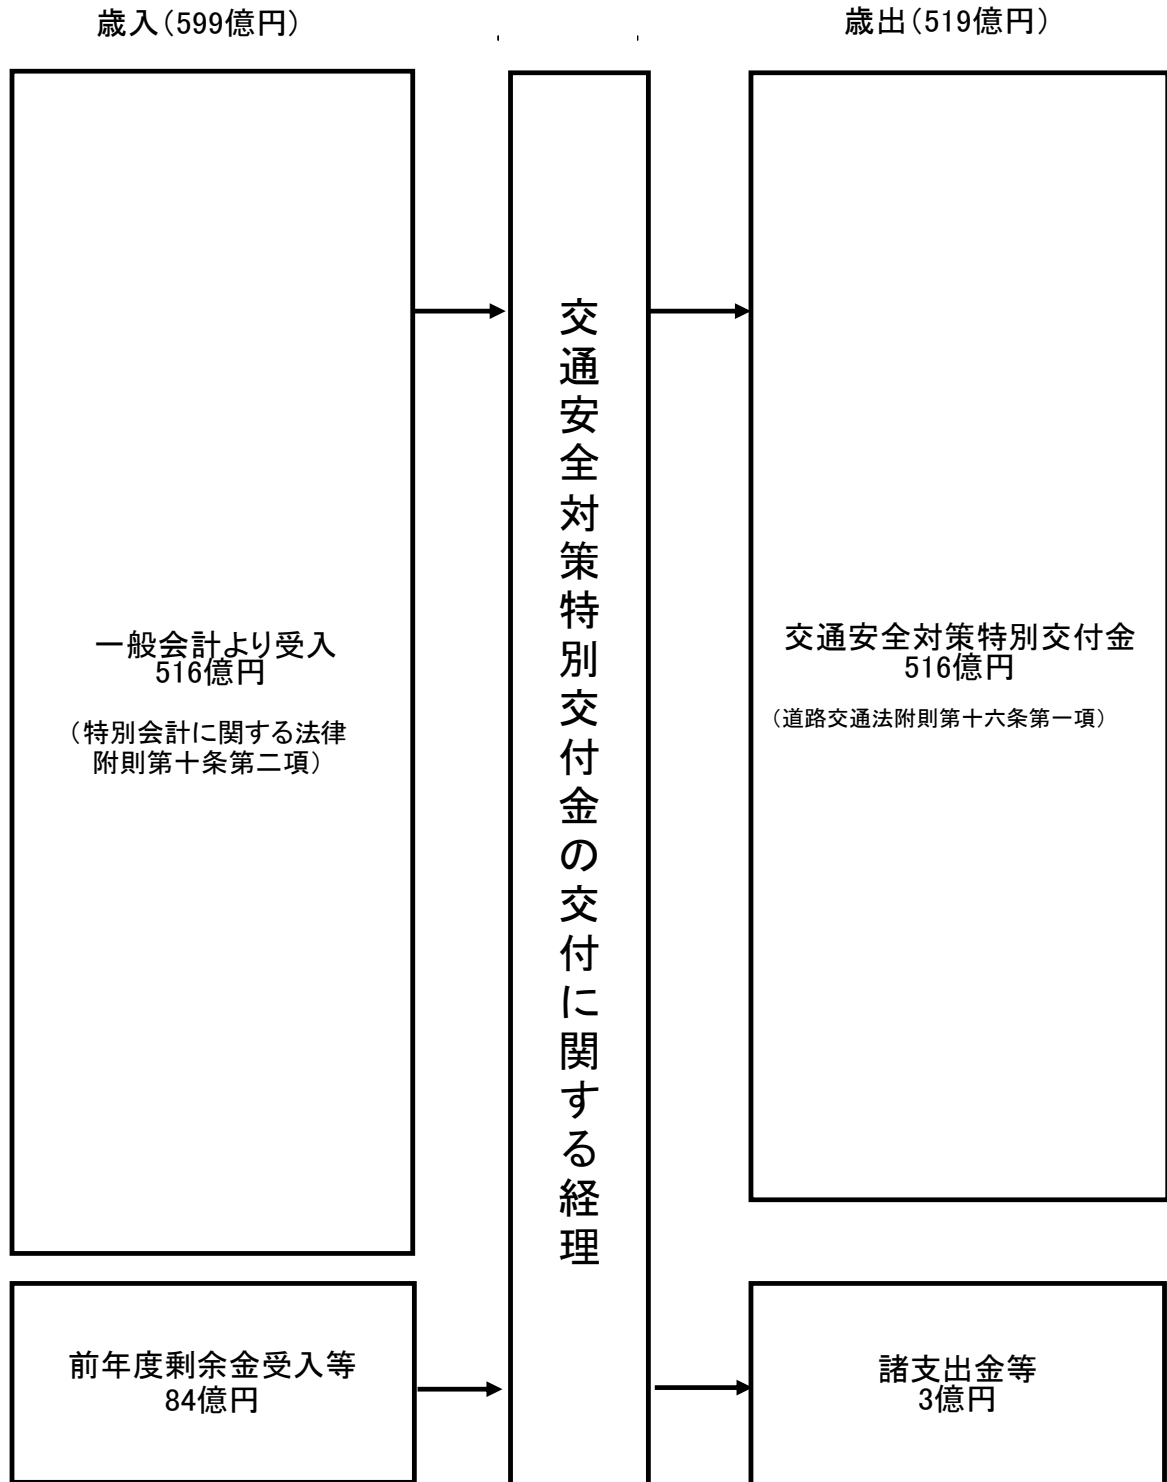 歳入(599億円)
歳出(519億円)
一般会計より受入
516億円
(特別会計に関する法律
附則第十条第二項)
交通安全対策特別交付金の交付に関する経理
交通安全対策特別交付金
516億円
(道路交通法附則第十六条第一項)
前年度剰余金受入等
84億円
諸支出金等
3億円